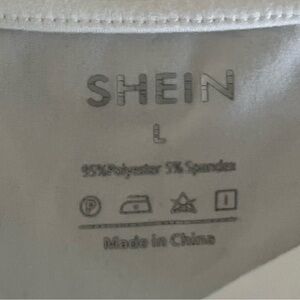 SHEIN
L
95%Polyester 5% Spandex
P
Made in China